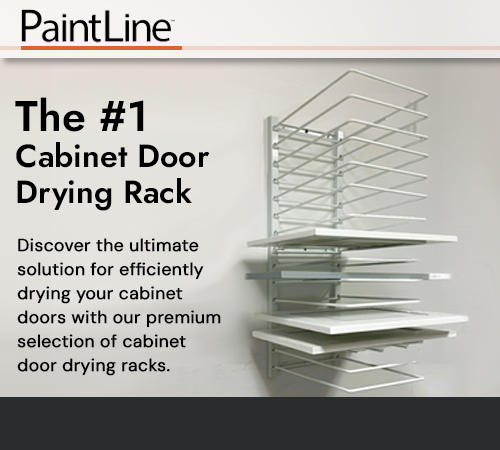 PaintLine™
The #1
Cabinet Door
Drying Rack
Discover the ultimate
solution for efficiently
drying your cabinet
doors with our premium
selection of cabinet
door drying racks.